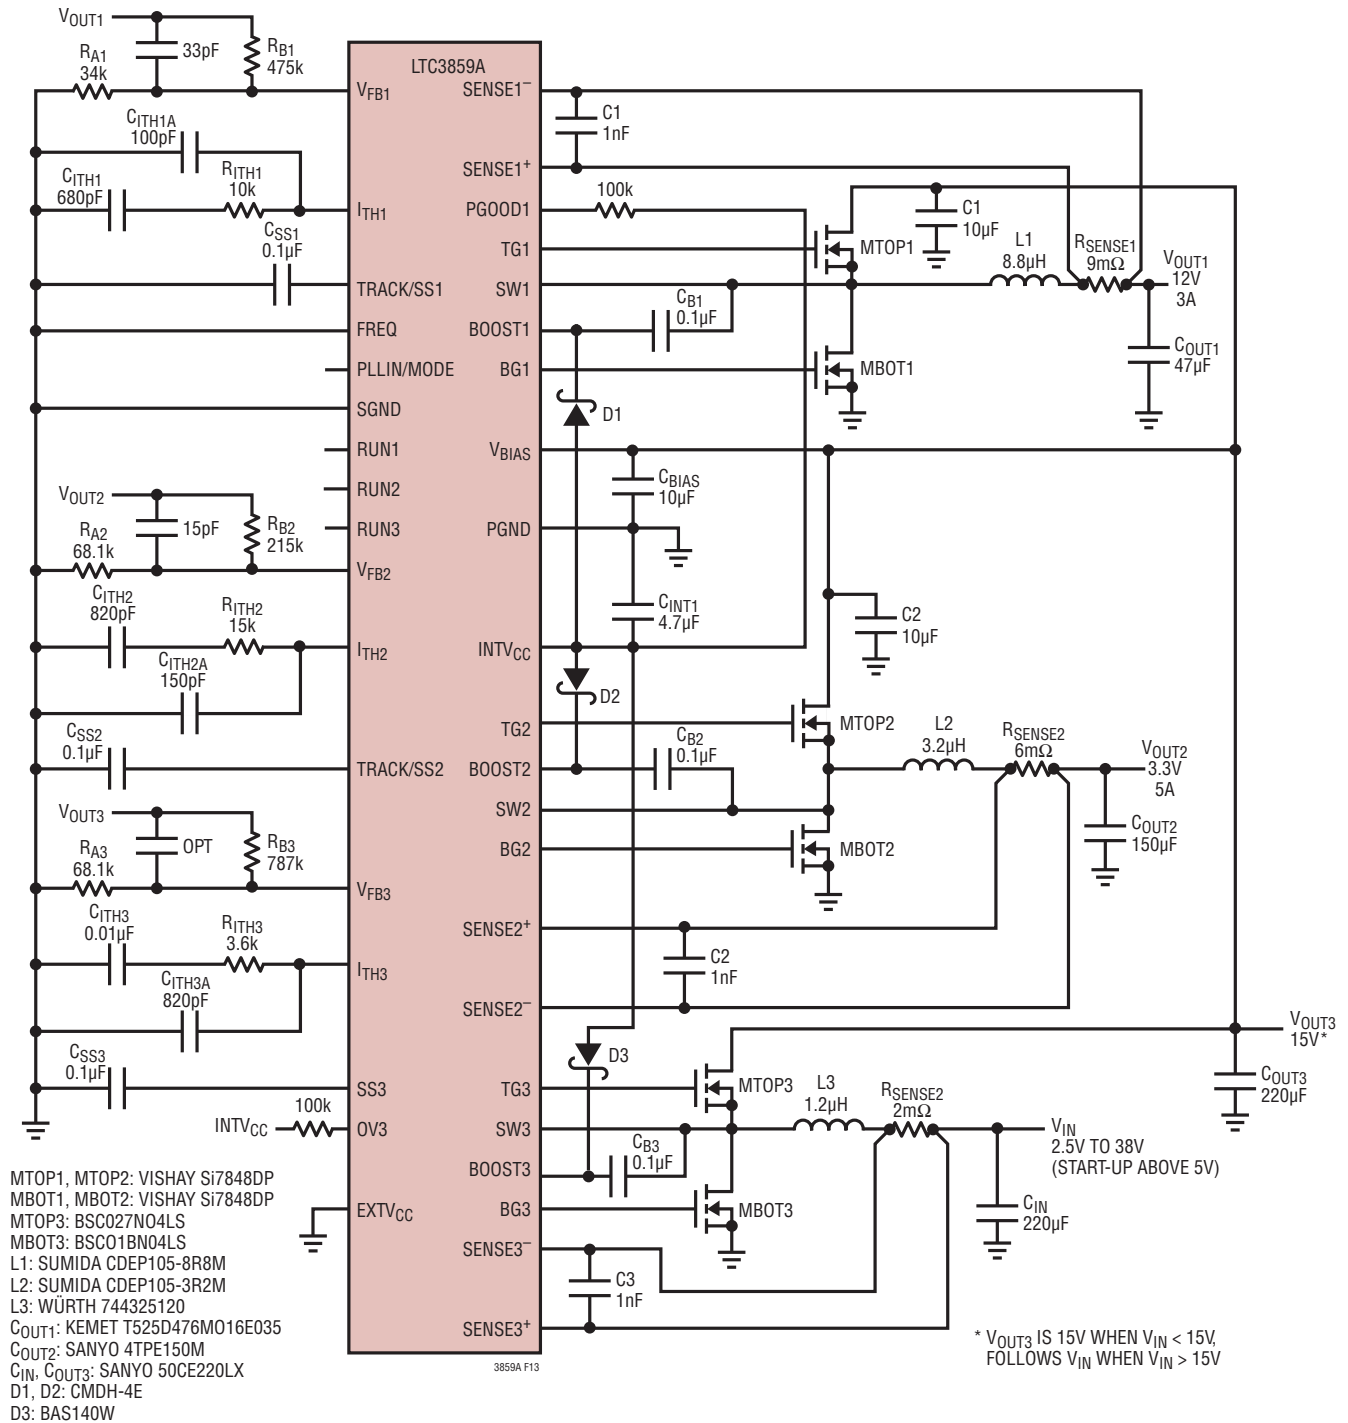 VOUT1
33pF
RB1
475k
RA1
34k
CITH1A
100pF
CITH1
680pF
RITH1
10k
CSS1
0.1µF
VOUT2
15pF
RB2
215k
RA2
68.1k
CITH2
820pF
RITH2
15k
CITH2A
150pF
CSS2
0.1µF
VOUT3
OPT
RB3
787k
RA3
68.1k
CITH3
0.01µF
RITH3
3.6k
CITH3A
820pF
CSS3
0.1µF
100k
INTVCC
LTC3859A
VFB1
ITH1
TRACK/SS1
FREQ
PLLIN/MODE
SGND
RUN1
RUN2
RUN3
VFB2
ITH2
TRACK/SS2
VFB3
ITH3
SS3
OV3
EXTVCC
SENSE1–
SENSE1+
PGOOD1
TG1
SW1
BOOST1
BG1
VBIAS
PGND
INTVCC
TG2
BOOST2
SW2
BG2
SENSE2+
SENSE2–
TG3
SW3
BOOST3
BG3
SENSE3–
SENSE3+
C1
1nF
100k
C1
10µF
MTOP1
L1
8.8µH
RSENSE1
9mΩ
VOUT1
12V
3A
CB1
0.1µF
COUT1
47µF
MBOT1
D1
CBIAS
10µF
CINT1
4.7µF
C2
10µF
D2
MTOP2
L2
3.2µH
RSENSE2
6mΩ
VOUT2
3.3V
5A
CB2
0.1µF
COUT2
150µF
MBOT2
C2
1nF
VOUT3
15V*
D3
MTOP3
L3
1.2µH
RSENSE2
2mΩ
COUT3
220µF
VIN
2.5V TO 38V
(START-UP ABOVE 5V)
CB3
0.1µF
MBOT3
CIN
220µF
C3
1nF
MTOP1, MTOP2: VISHAY Si7848DP
MBOT1, MBOT2: VISHAY Si7848DP
MTOP3: BSC027NO4LS
MBOT3: BSCO1BN04LS
L1: SUMIDA CDEP105-8R8M
L2: SUMIDA CDEP105-3R2M
L3: WÜRTH 744325120
COUT1: KEMET T525D476MO16E035
COUT2: SANYO 4TPE150M
CIN, COUT3: SANYO 50CE220LX
D1, D2: CMDH-4E
D3: BAS140W
3859A F13
* VOUT3 IS 15V WHEN VIN < 15V,
FOLLOWS VIN WHEN VIN > 15V